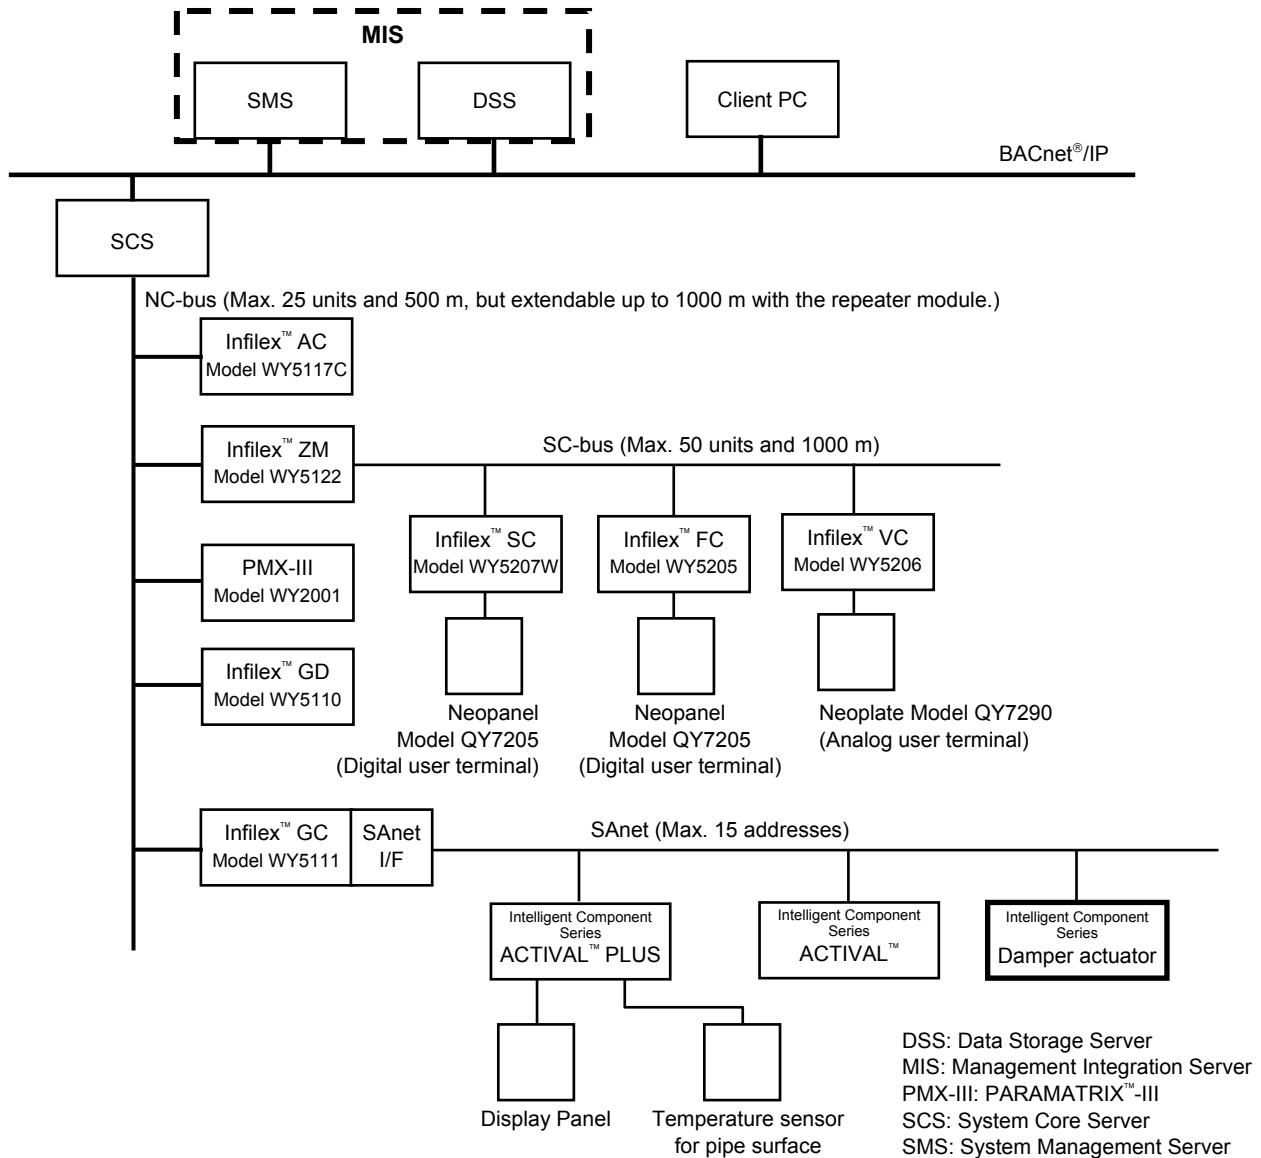 MIS
SMS
DSS
Client PC
BACnet®/IP
SCS
NC-bus (Max. 25 units and 500 m, but extendable up to 1000 m with the repeater module.)
Infilex™ AC
Model WY5117C
Infilex™ ZM
Model WY5122
SC-bus (Max. 50 units and 1000 m)
Infilex™ SC
Model WY5207W
Infilex™ FC
Model WY5205
Infilex™ VC
Model WY5206
PMX-III
Model WY2001
Infilex™ GD
Model WY5110
Neopanel
Model QY7205
(Digital user terminal)
Neopanel
Model QY7205
(Digital user terminal)
Neoplate Model QY7290
(Analog user terminal)
Infilex™ GC
Model WY5111
SAnet
I/F
SAnet (Max. 15 addresses)
Intelligent Component
Series
ACTIVAL™ PLUS
Intelligent Component
Series
ACTIVAL™
Intelligent Component
Series
Damper actuator
Display Panel
Temperature sensor
for pipe surface
DSS: Data Storage Server
MIS: Management Integration Server
PMX-III: PARAMATRIX™-III
SCS: System Core Server
SMS: System Management Server